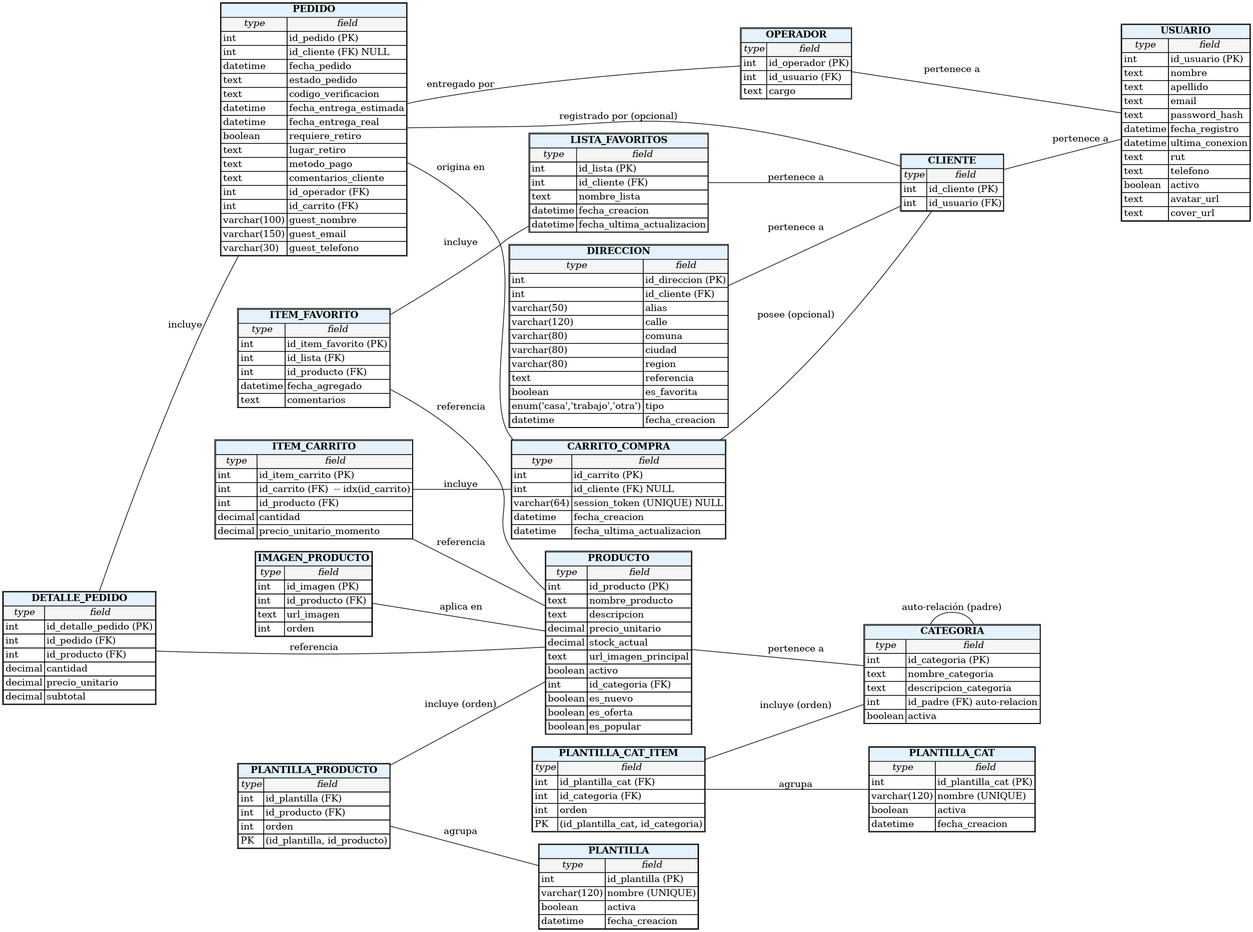 PEDIDO
type field
int id_pedido (PK)
int id_cliente (FK) NULL
datetime fecha_pedido
text estado_pedido
text codigo_verificacion
datetime fecha_entrega_estimada
datetime fecha_entrega_real
boolean requiere_retiro
text lugar_retiro
text metodo_pago
text comentarios_cliente
int id_operador (FK)
int id_carrito (FK)
varchar(100) guest_nombre
varchar(150) guest_email
varchar(30) guest_telefono
entregado por
OPERADOR
type field
int id_operador (PK)
int id_usuario (FK)
text cargo
pertenece a
USUARIO
type field
int id_usuario (PK)
text nombre
text apellido
text email
text password_hash
datetime fecha_registro
datetime ultima_conexion
text rut
text telefono
boolean activo
text avatar_url
text cover_url
registrado por (opcional)
pertenece a
CLIENTE
type field
int id_cliente (PK)
int id_usuario (FK)
origina en
LISTA_FAVORITOS
type field
int id_lista (PK)
int id_cliente (FK)
text nombre_lista
datetime fecha_creacion
datetime fecha_ultima_actualizacion
pertenece a
pertenece a
incluye
DIRECCION
type field
int id_direccion (PK)
int id_cliente (FK)
varchar(50) alias
varchar(120) calle
varchar(80) comuna
varchar(80) ciudad
varchar(80) region
text referencia
boolean es_favorita
enum('casa','trabajo','otra') tipo
datetime fecha_creacion
posee (opcional)
incluye
ITEM_FAVORITO
type field
int id_item_favorito (PK)
int id_lista (FK)
int id_producto (FK)
datetime fecha_agregado
text comentarios
referencia
ITEM_CARRITO
type field
int id_item_carrito (PK)
int id_carrito (FK) -- idx(id_carrito)
int id_producto (FK)
decimal cantidad
decimal precio_unitario_momento
incluye
CARRITO_COMPRA
type field
int id_carrito (PK)
int id_cliente (FK) NULL
varchar(64) session_token (UNIQUE) NULL
datetime fecha_creacion
datetime fecha_ultima_actualizacion
referencia
IMAGEN_PRODUCTO
type field
int id_imagen (PK)
int id_producto (FK)
text url_imagen
int orden
aplica en
PRODUCTO
type field
int id_producto (PK)
text nombre_producto
text descripcion
decimal precio_unitario
decimal stock_actual
text url_imagen_principal
boolean activo
int id_categoria (FK)
boolean es_nuevo
boolean es_oferta
boolean es_popular
DETALLE_PEDIDO
type field
int id_detalle_pedido (PK)
int id_pedido (FK)
int id_producto (FK)
decimal cantidad
decimal precio_unitario
decimal subtotal
referencia
auto-relación (padre)
CATEGORIA
type field
int id_categoria (PK)
text nombre_categoria
text descripcion_categoria
int id_padre (FK) auto-relacion
boolean activa
pertenece a
incluye (orden)
incluye (orden)
PLANTILLA_PRODUCTO
type field
int id_plantilla (FK)
int id_producto (FK)
int orden
PK (id_plantilla, id_producto)
PLANTILLA_CAT_ITEM
type field
int id_plantilla_cat (FK)
int id_categoria (FK)
int orden
PK (id_plantilla_cat, id_categoria)
agrupa
PLANTILLA_CAT
type field
int id_plantilla_cat (PK)
varchar(120) nombre (UNIQUE)
boolean activa
datetime fecha_creacion
agrupa
PLANTILLA
type field
int id_plantilla (PK)
varchar(120) nombre (UNIQUE)
boolean activa
datetime fecha_creacion